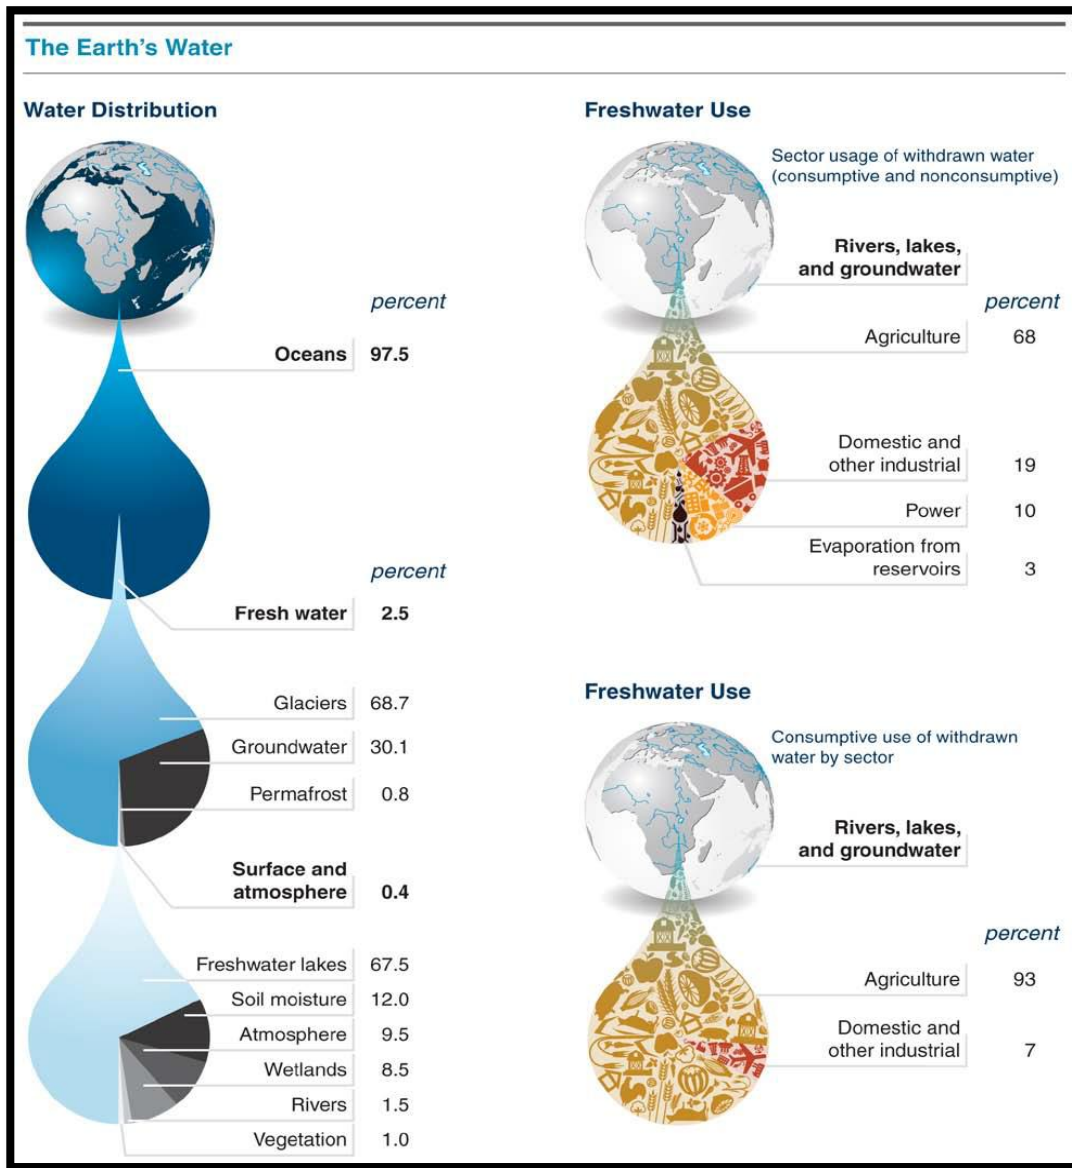 The Earth's Water
Water Distribution
percent
Oceans 97.5
percent
Fresh water 2.5
Glaciers 68.7
Groundwater 30.1
Permafrost 0.8
Surface and
atmosphere 0.4
Freshwater lakes 67.5
Soil moisture 12.0
Atmosphere 9.5
Wetlands 8.5
Rivers 1.5
Vegetation 1.0
Freshwater Use
Sector usage of withdrawn water
(consumptive and nonconsumptive)
Rivers, lakes,
and groundwater
percent
Agriculture 68
Domestic and
other industrial 19
Power 10
Evaporation from
reservoirs 3
Freshwater Use
Consumptive use of withdrawn
water by sector
Rivers, lakes,
and groundwater
percent
Agriculture 93
Domestic and
other industrial 7